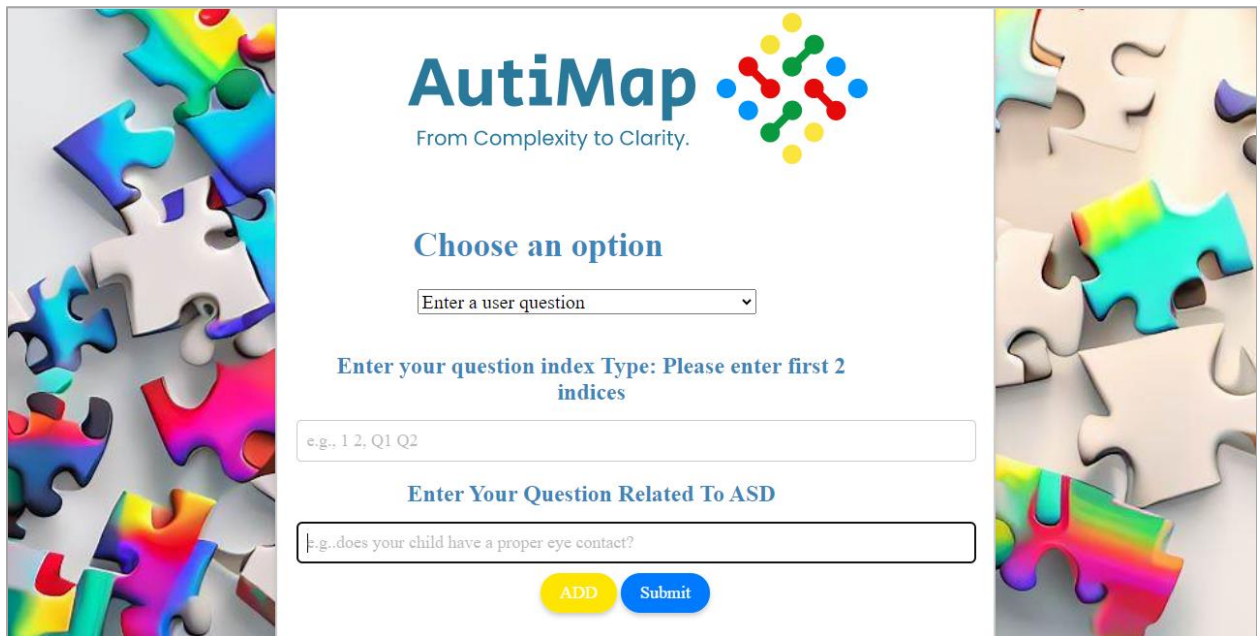 AutiMap
From Complexity to Clarity.
Choose an option
Enter a user question
Enter your question index Type: Please enter first 2
indices
e.g., 1 2, Q1 Q2
Enter Your Question Related To ASD
e.g..does your child have a proper eye contact?
ADD Submit